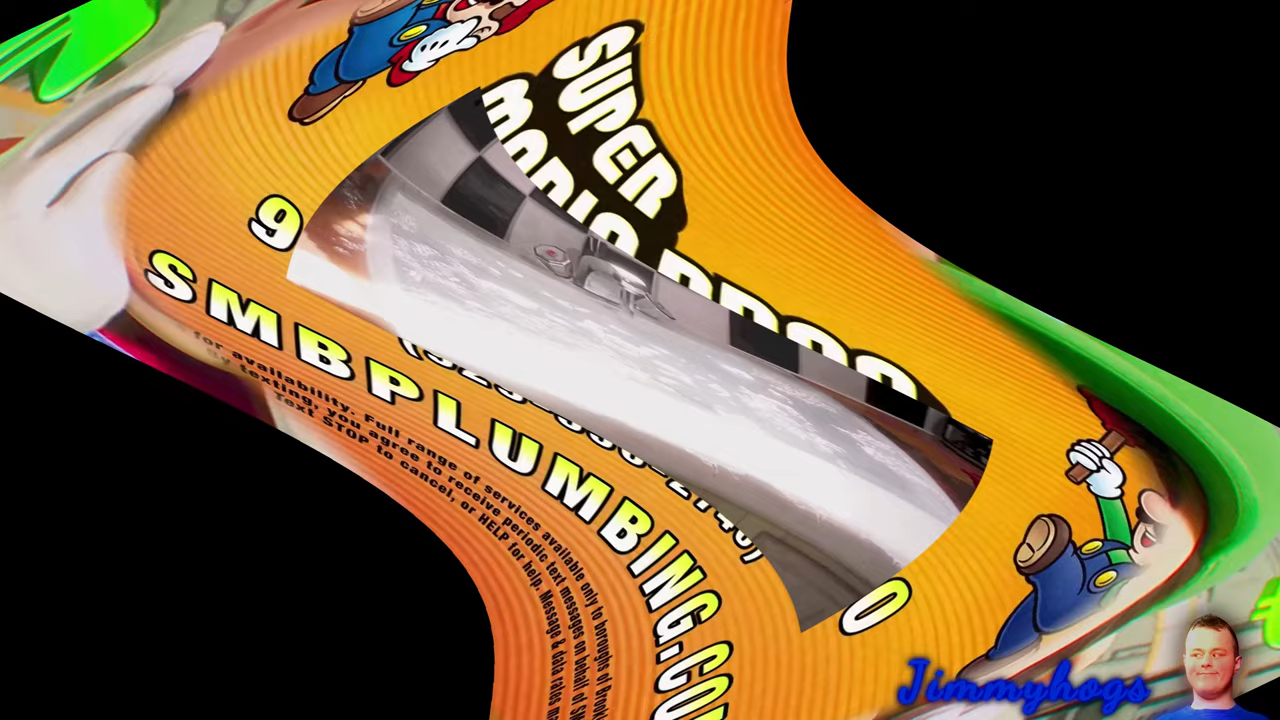 SUPER
MARIO BROS
9
0
SMBPLUMBING.COM
for availability. Full range of services available only to boroughs of
By texting, you agree to receive periodic text messages on behalf of
Text STOP to cancel, or HELP for help. Message & data rates
Jimmyhogs